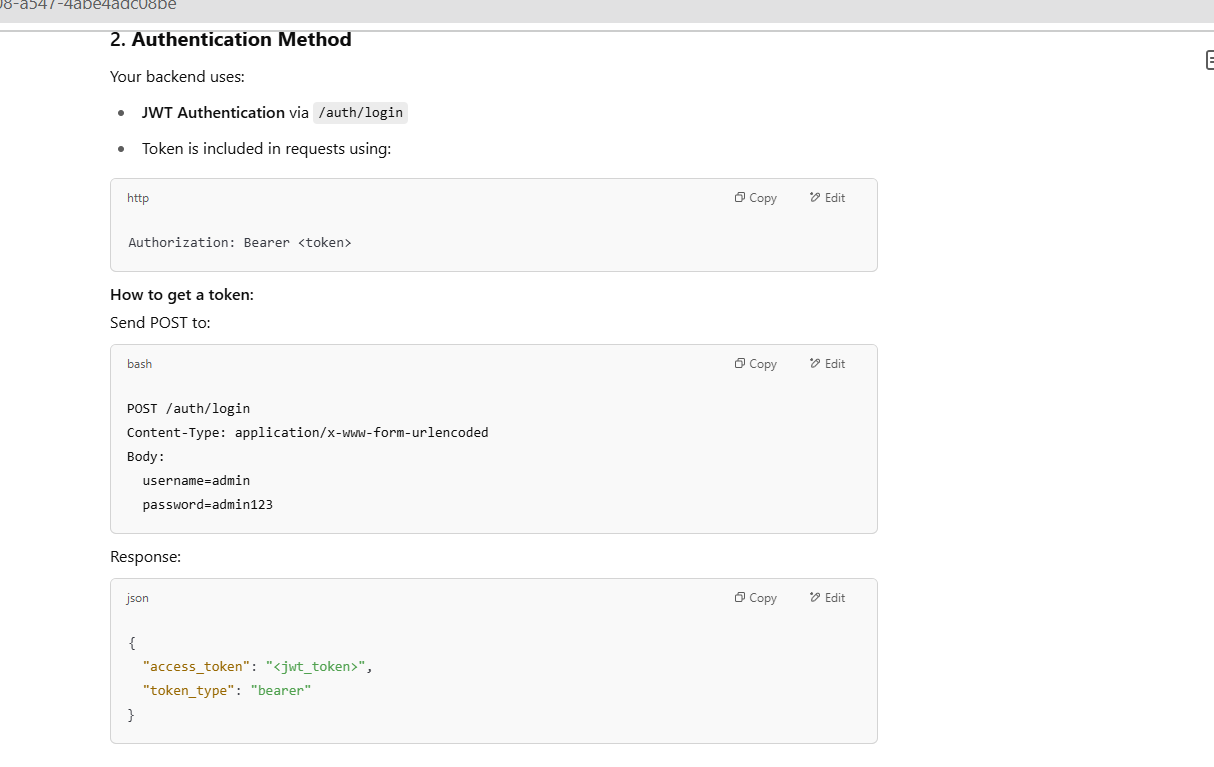 08-a547-4abe4adc08be
2. Authentication Method
Your backend uses:
• JWT Authentication via /auth/login
• Token is included in requests using:
http Copy Edit
Authorization: Bearer <token>
How to get a token:
Send POST to:
bash Copy Edit
POST /auth/login
Content-Type: application/x-www-form-urlencoded
Body:
  username=admin
  password=admin123
Response:
json Copy Edit
{
  "access_token": "<jwt_token>",
  "token_type": "bearer"
}